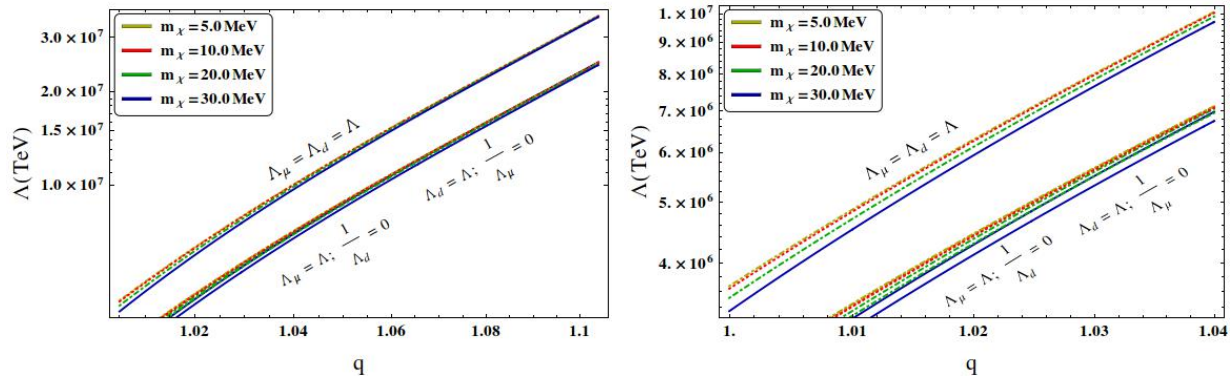 m_χ = 5.0 MeV
m_χ = 10.0 MeV
m_χ = 20.0 MeV
m_χ = 30.0 MeV
3.0 × 10^7
2.0 × 10^7
1.5 × 10^7
1.0 × 10^7
Λ(TeV)
Λ_μ = Λ_d = Λ
Λ_d = Λ; 1/Λ_μ = 0
Λ_μ = Λ; 1/Λ_d = 0
1.02 1.04 1.06 1.08 1.1
q
m_χ = 5.0 MeV
m_χ = 10.0 MeV
m_χ = 20.0 MeV
m_χ = 30.0 MeV
1 × 10^7
9 × 10^6
8 × 10^6
7 × 10^6
6 × 10^6
5 × 10^6
4 × 10^6
Λ(TeV)
Λ_μ = Λ_d = Λ
Λ_d = Λ; 1/Λ_μ = 0
Λ_μ = Λ; 1/Λ_d = 0
1. 1.01 1.02 1.03 1.04
q